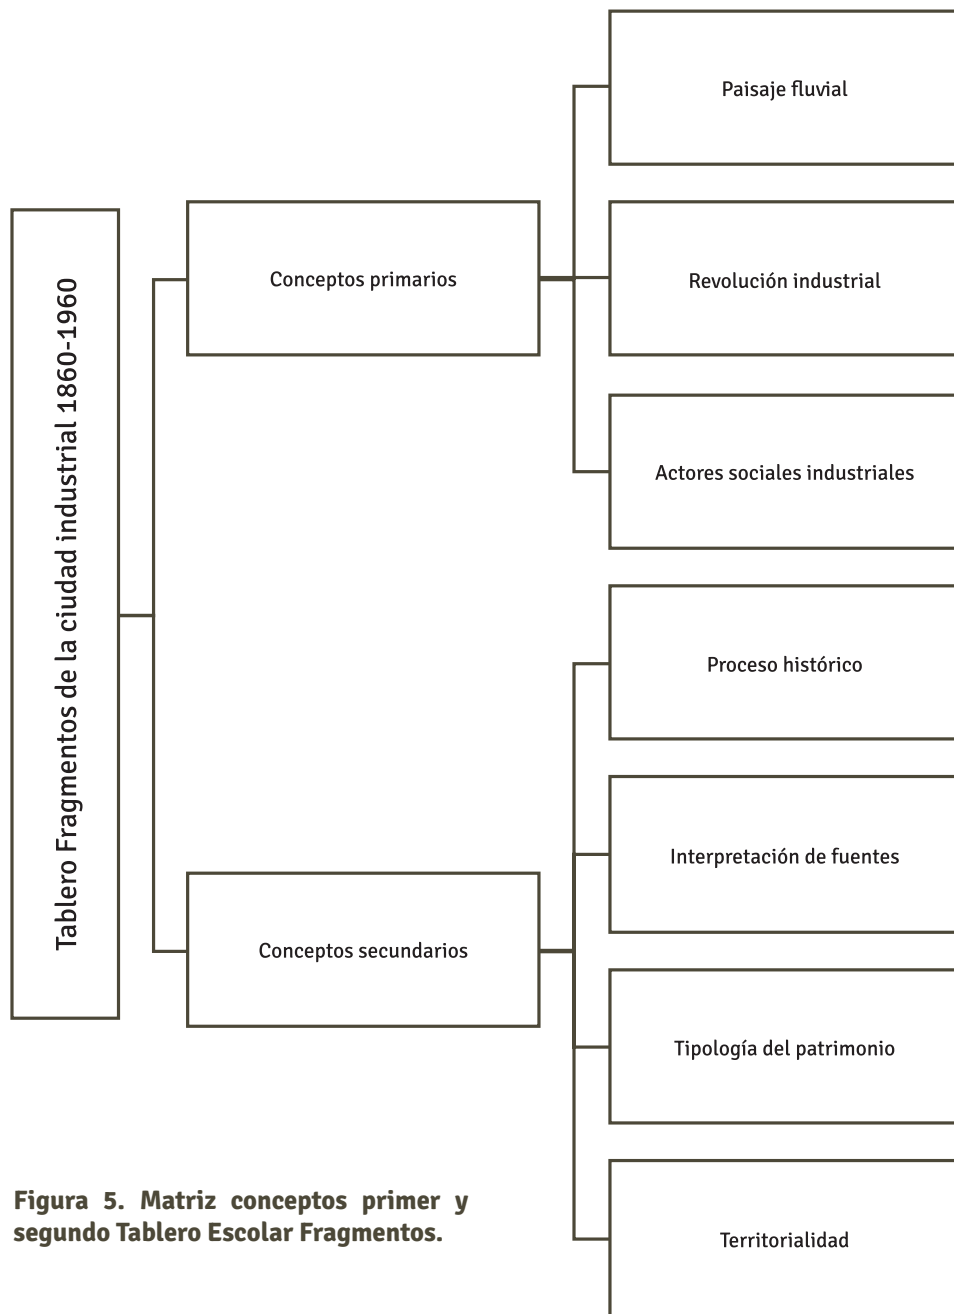 Tablero Fragmentos de la ciudad industrial 1860-1960
Conceptos primarios
Paisaje fluvial
Revolución industrial
Actores sociales industriales
Conceptos secundarios
Proceso histórico
Interpretación de fuentes
Tipología del patrimonio
Territorialidad
Figura 5. Matriz conceptos primer y
segundo Tablero Escolar Fragmentos.